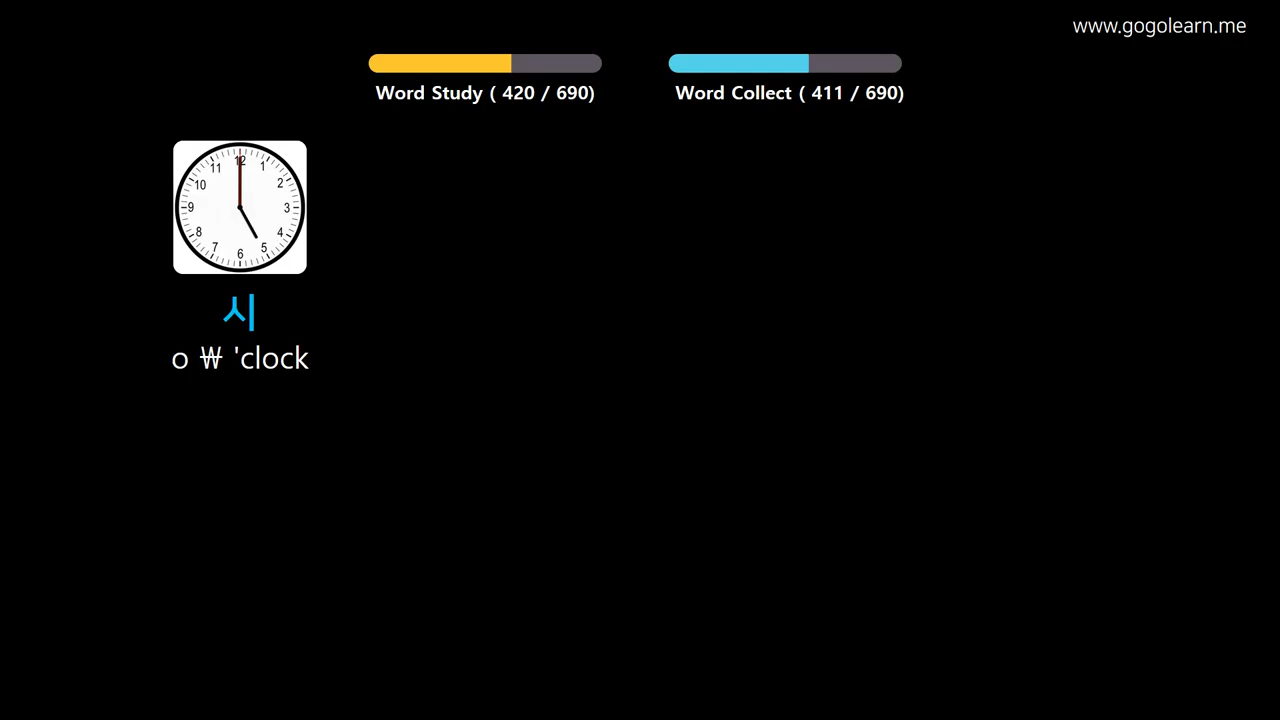 www.gogolearn.me
Word Study ( 420 / 690)
Word Collect ( 411 / 690)
12
11
1
10
2
9
3
8
4
7
5
6
시
o ₩ 'clock